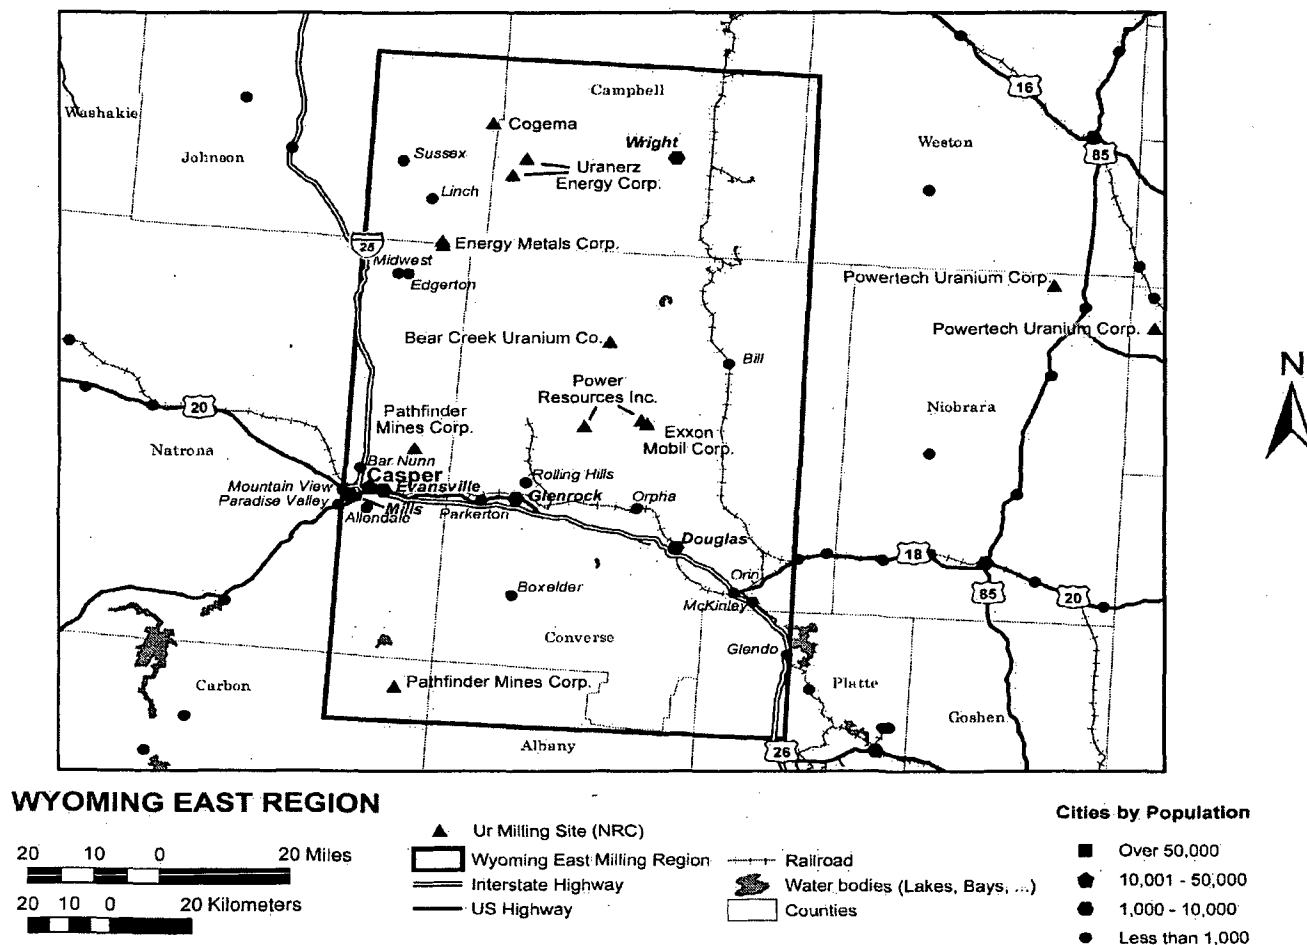 Campbell
16
Washakie
Cogema
Wright
Weston
85
Johnson
Sussex
Uranerz
Energy Corp.
Linch
25
Energy Metals Corp.
Midwest
Edgerton
Powertech Uranium Corp.
Powertech Uranium Corp.
Bear Creek Uranium Co.
Bill
N
Power
Resources Inc.
20
Pathfinder
Mines Corp.
Niobrara
Exxon
Mobil Corp.
Natrona
Bar Nunn
Casper
Rolling Hills
Mountain View
Evansville
Paradise Valley
Glenrock
Orpha
Mills
Allondale
Parkerton
Douglas
18
Orin
Boxelder
McKinley
85
20
Converse
Glendo
Carbon
Pathfinder Mines Corp.
Platte
Goshen
Albany
26
WYOMING EAST REGION
20 10 0 20 Miles
20 10 0 20 Kilometers
Ur Milling Site (NRC)
Wyoming East Milling Region
Interstate Highway
US Highway
Railroad
Water bodies (Lakes, Bays, ...)
Counties
Cities by Population
Over 50,000
10,001 - 50,000
1,000 - 10,000
Less than 1,000